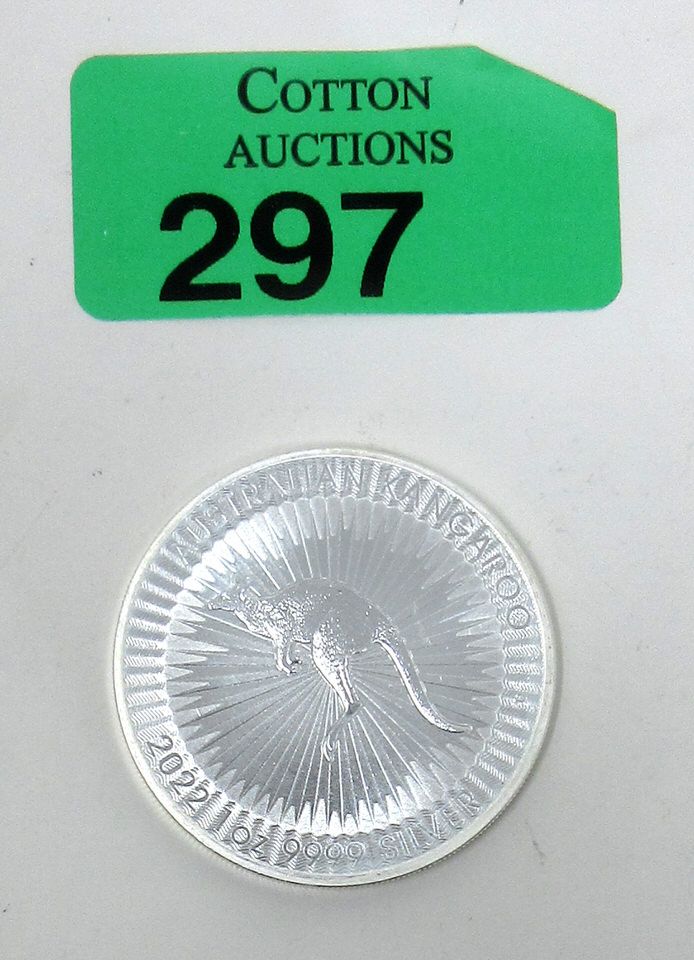 COTTON
AUCTIONS
297
AUSTRALIAN KANGAROO
2022 1oz 9999 SILVER